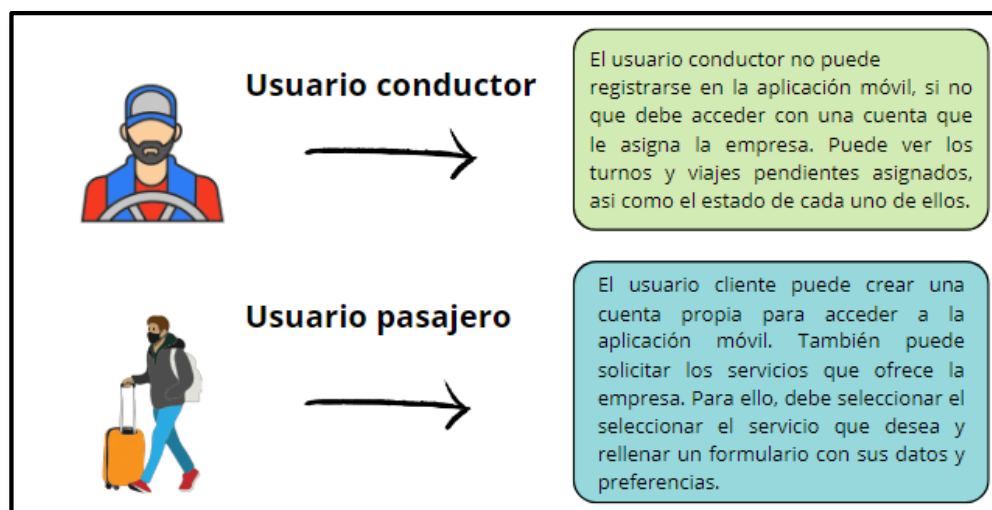 Usuario conductor
El usuario conductor no puede
registrarse en la aplicación móvil, si no
que debe acceder con una cuenta que
le asigna la empresa. Puede ver los
turnos y viajes pendientes asignados,
asi como el estado de cada uno de ellos.
Usuario pasajero
El usuario cliente puede crear una
cuenta propia para acceder a la
aplicación móvil. También puede
solicitar los servicios que ofrece la
empresa. Para ello, debe seleccionar el
seleccionar el servicio que desea y
rellenar un formulario con sus datos y
preferencias.